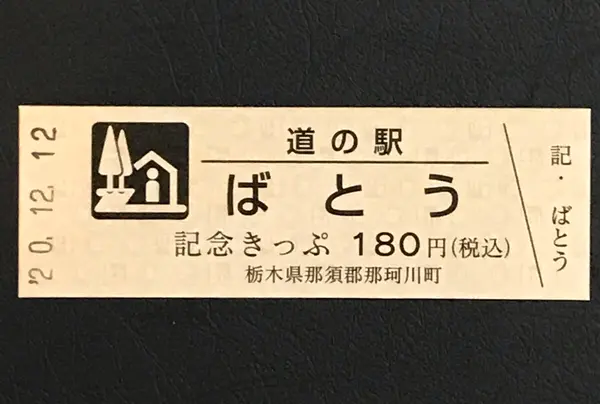 '20.12.12
道の駅
ばとう
記念きっぷ 180円(税込)
栃木県那須郡那珂川町
記・ばとう